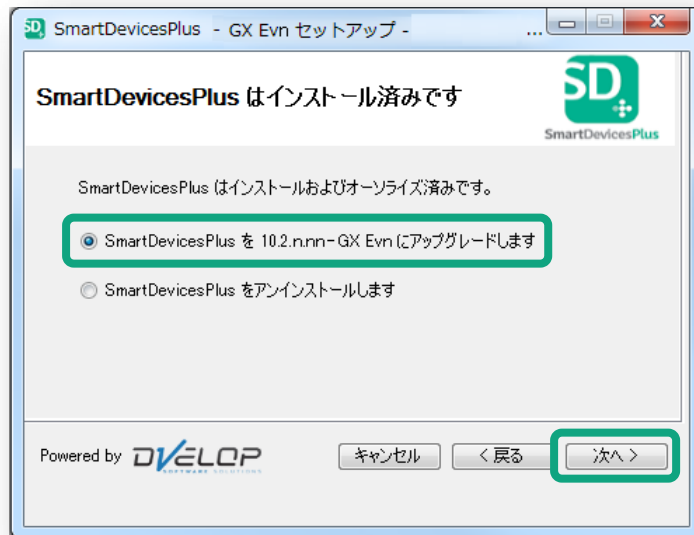 SD SmartDevicesPlus - GX Evn セットアップ - ...
SmartDevicesPlus はインストール済みです
SD
SmartDevicesPlus
SmartDevicesPlus はインストールおよびオーソライズ済みです。
SmartDevicesPlus を 10.2.n.nn-GX Evn にアップグレードします
SmartDevicesPlus をアンインストールします
Powered by DVELOP
SOFTWARE SOLUTIONS
キャンセル
< 戻る
次へ >